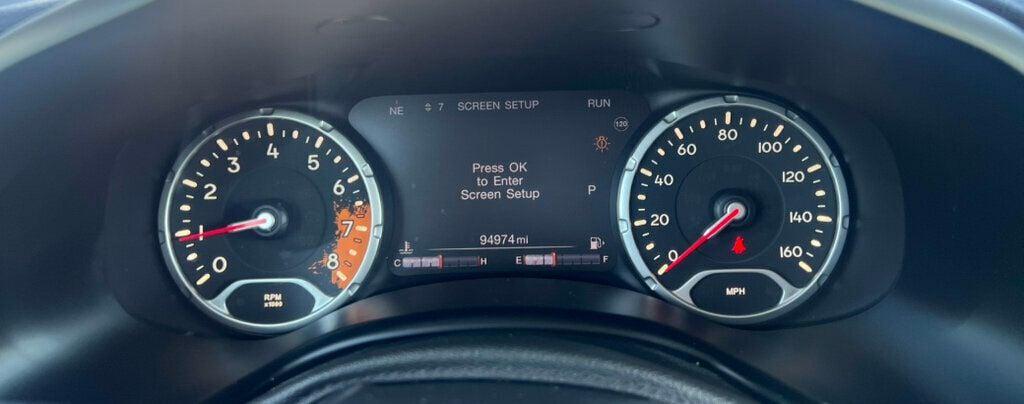 NE 7 SCREEN SETUP RUN
120
Press OK
to Enter
Screen Setup
P
94974 mi
C H E F
0 1 2 3 4 5 6 7 8
RPM
x1000
0 20 40 60 80 100 120 140 160
MPH